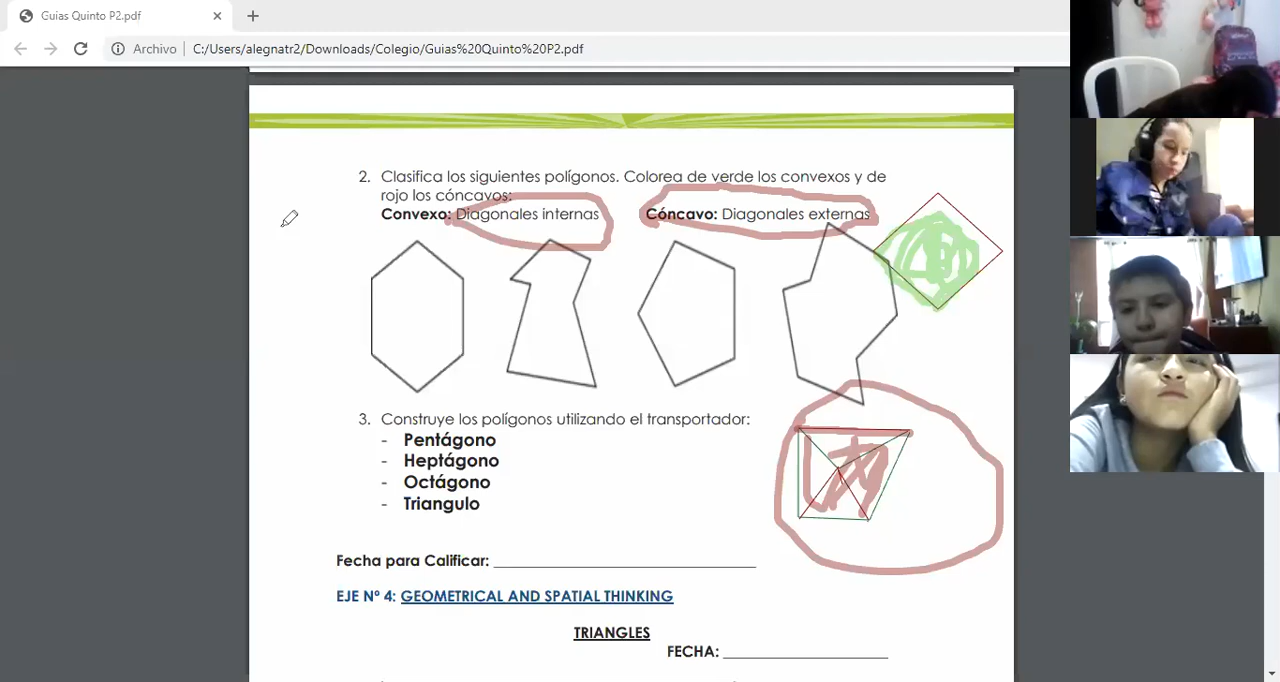 Guias Quinto P2.pdf
Archivo
C:/Users/alegnatr2/Downloads/Colegio/Guias%20Quinto%20P2.pdf
2. Clasifica los siguientes polígonos. Colorea de verde los convexos y de
rojo los cóncavos:
Convexo: Diagonales internas Cóncavo: Diagonales externas
3. Construye los polígonos utilizando el transportador:
- Pentágono
- Heptágono
- Octágono
- Triangulo
Fecha para Calificar: ________________
EJE Nº 4: GEOMETRICAL AND SPATIAL THINKING
TRIANGLES
FECHA: ________________